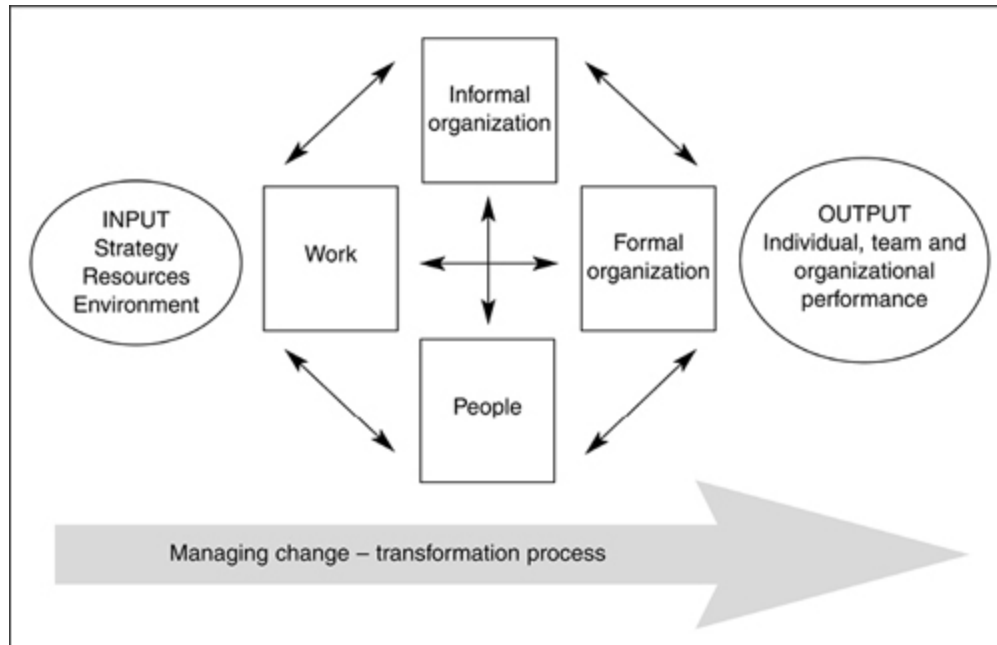 Informal
organization
INPUT
Strategy
Resources
Environment
Work
Formal
organization
OUTPUT
Individual, team and
organizational
performance
People
Managing change – transformation process